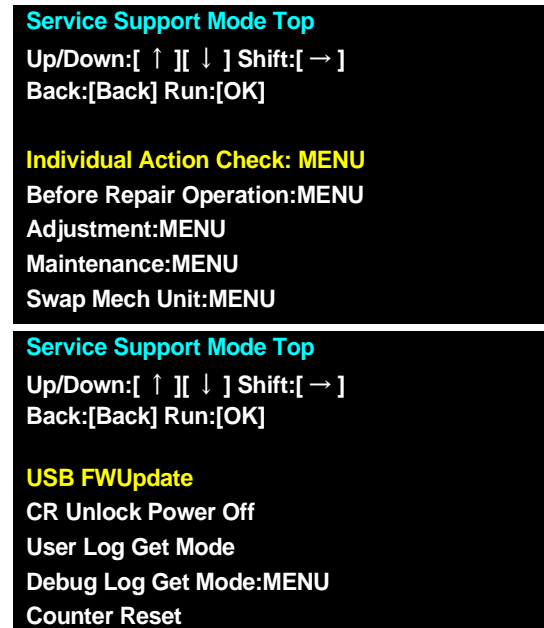 Service Support Mode Top
Up/Down:[ ↑ ][ ↓ ] Shift:[ → ]
Back:[Back] Run:[OK]
Individual Action Check: MENU
Before Repair Operation:MENU
Adjustment:MENU
Maintenance:MENU
Swap Mech Unit:MENU
Service Support Mode Top
Up/Down:[ ↑ ][ ↓ ] Shift:[ → ]
Back:[Back] Run:[OK]
USB FWUpdate
CR Unlock Power Off
User Log Get Mode
Debug Log Get Mode:MENU
Counter Reset